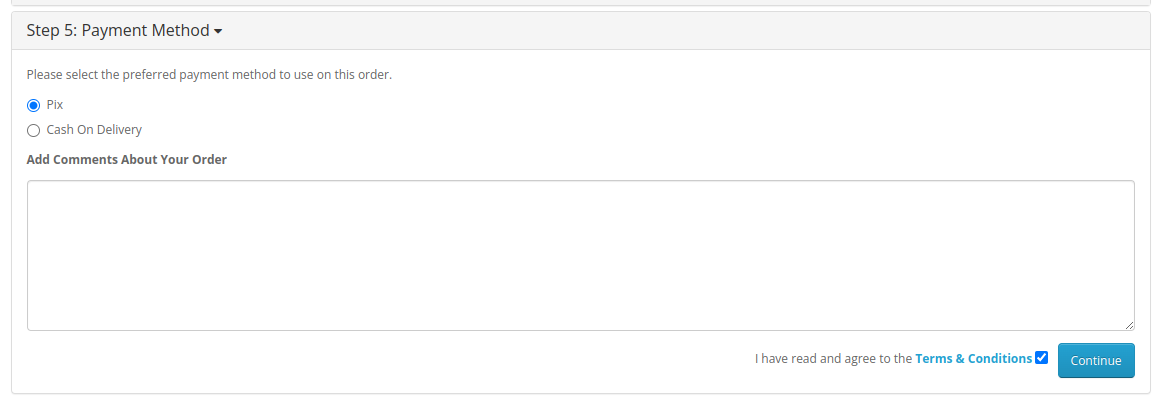 Step 5: Payment Method
Please select the preferred payment method to use on this order.
Pix
Cash On Delivery
Add Comments About Your Order
I have read and agree to the Terms & Conditions
Continue